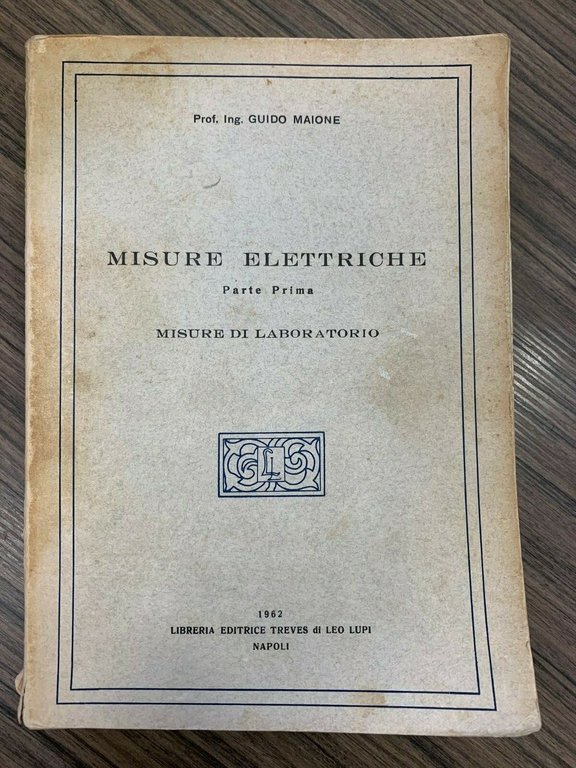 Prof. Ing. GUIDO MAIONE
MISURE ELETTRICHE
Parte Prima
MISURE DI LABORATORIO
LL
1962
LIBRERIA EDITRICE TREVES di LEO LUPI
NAPOLI